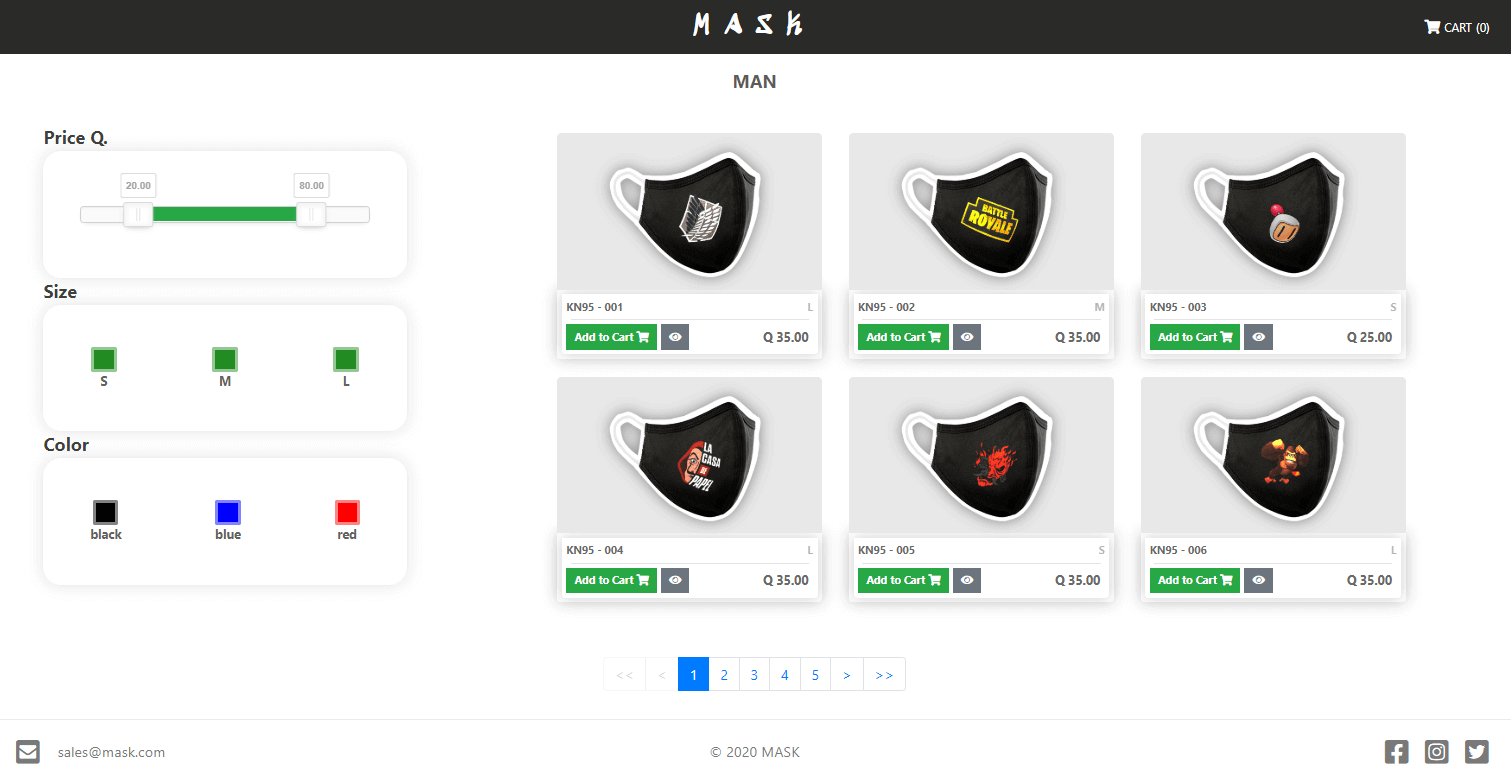 MASK
CART (0)
MAN
Price Q.
20.00 80.00
Size
S M L
Color
black blue red
BATTLE
ROYALE
KN95 - 001 L
Add to Cart Q 35.00
KN95 - 002 M
Add to Cart Q 35.00
KN95 - 003 S
Add to Cart Q 25.00
LA
CASA
DE
PAPEL
KN95 - 004 L
Add to Cart Q 35.00
KN95 - 005 S
Add to Cart Q 35.00
KN95 - 006 L
Add to Cart Q 35.00
<< < 1 2 3 4 5 > >>
sales@mask.com © 2020 MASK